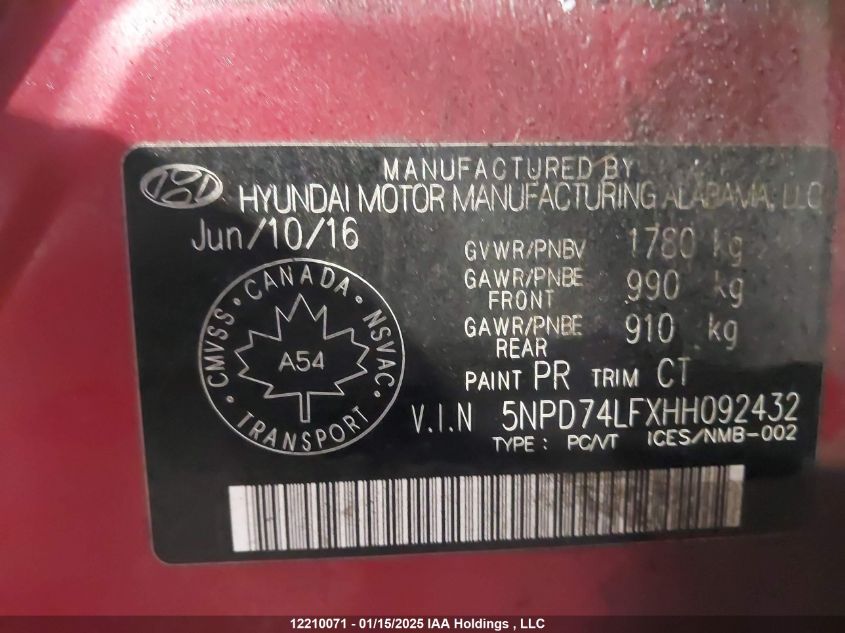 MANUFACTURED BY
HYUNDAI MOTOR MANUFACTURING ALABAMA, LLC
Jun/10/16
GVWR/PNBV 1780 kg
GAWR/PNBE FRONT 990 kg
GAWR/PNBE REAR 910 kg
PAINT PR TRIM CT
V.I.N 5NPD74LFXHH092432
TYPE : PC/VT ICES/NMB-002
CMVSS • CANADA • NSVAC • TRANSPORT •
A54
12210071 - 01/15/2025 IAA Holdings , LLC